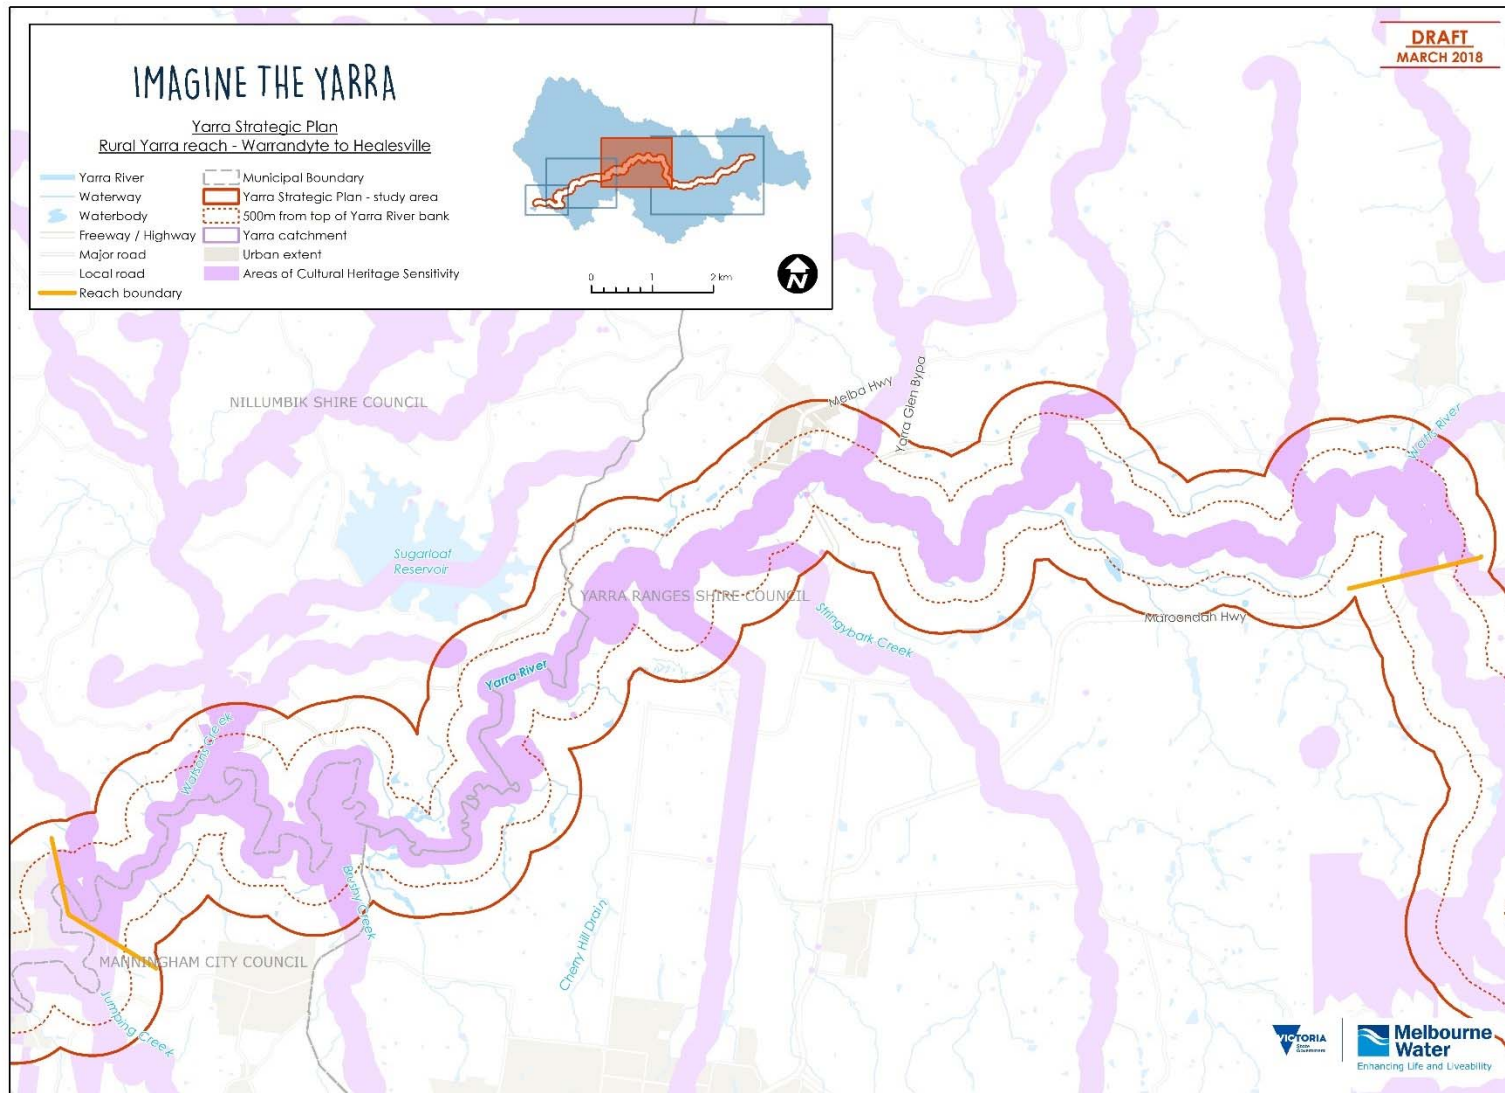 DRAFT
MARCH 2018
IMAGINE THE YARRA
Yarra Strategic Plan
Rural Yarra reach - Warrandyte to Healesville
Yarra River
Waterway
Waterbody
Freeway / Highway
Major road
Local road
Reach boundary
Municipal Boundary
Yarra Strategic Plan - study area
500m from top of Yarra River bank
Yarra catchment
Urban extent
Areas of Cultural Heritage Sensitivity
0 1 2 km
N
NILLUMBIK SHIRE COUNCIL
Melba Hwy
Yarra Glen Bypa
Watts River
Sugarloaf
Reservoir
YARRA RANGES SHIRE COUNCIL
Stringybark Creek
Maroondah Hwy
Yarra River
Watsons Creek
Brushy Creek
Cherry Hill Drain
MANNINGHAM CITY COUNCIL
Jumping Creek
VICTORIA
State
Government
Melbourne
Water
Enhancing Life and Liveability